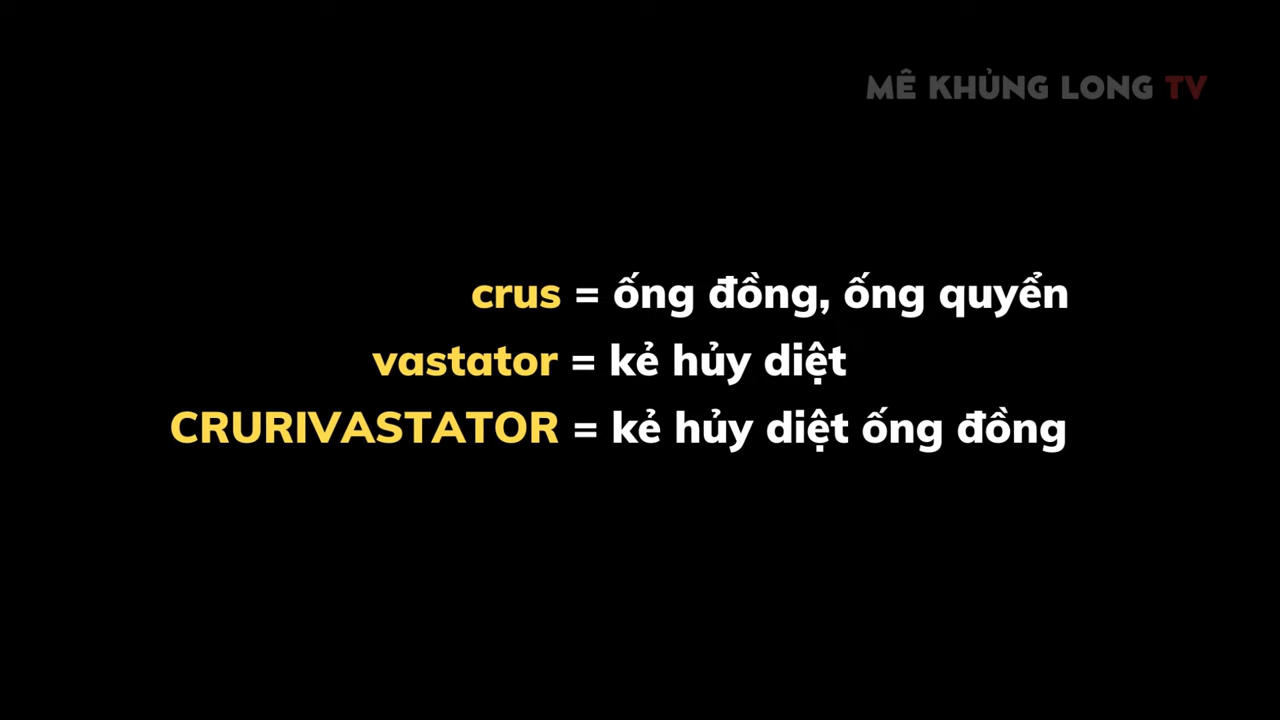 MÊ KHỦNG LONG TV
crus = ống đồng, ống quyển
vastator = kẻ hủy diệt
CRURIVASTATOR = kẻ hủy diệt ống đồng